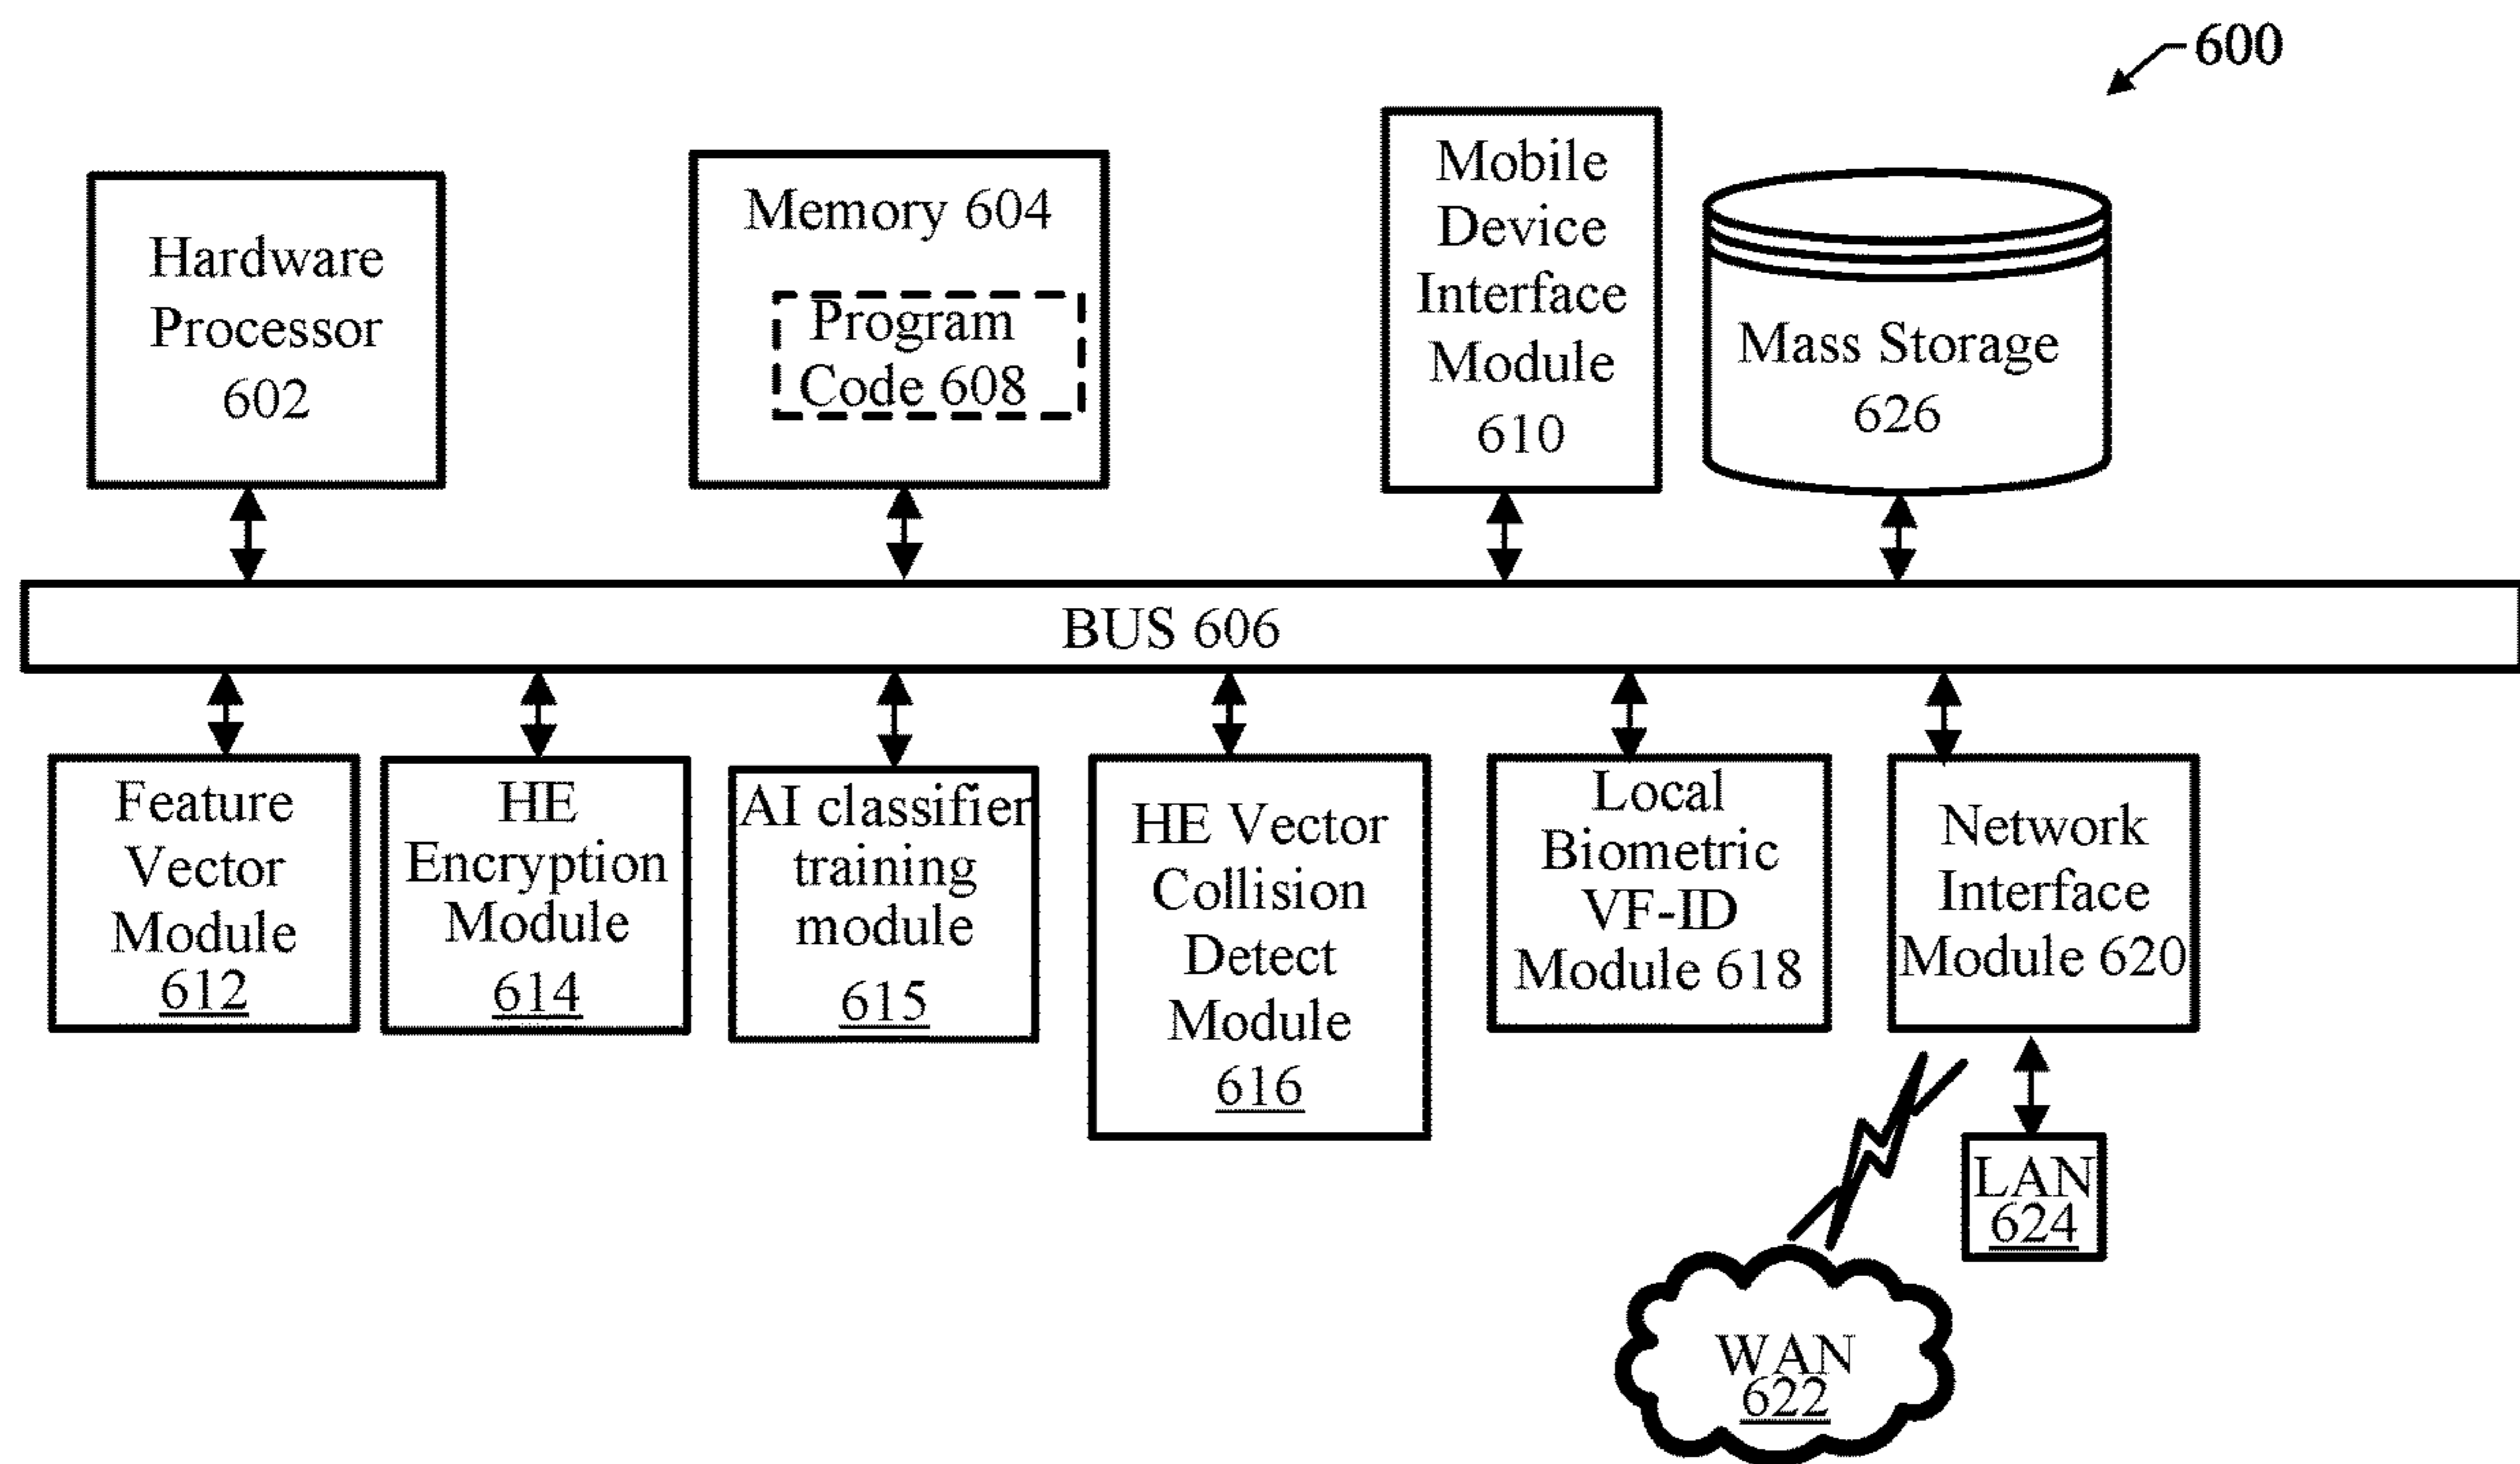 600
Hardware
Processor
602
Memory 604
Program
Code 608
Mobile
Device
Interface
Module
610
Mass Storage
626
BUS 606
Feature
Vector
Module
612
HE
Encryption
Module
614
AI classifier
training
module
615
HE Vector
Collision
Detect
Module
616
Local
Biometric
VF-ID
Module 618
Network
Interface
Module 620
LAN
624
WAN
622